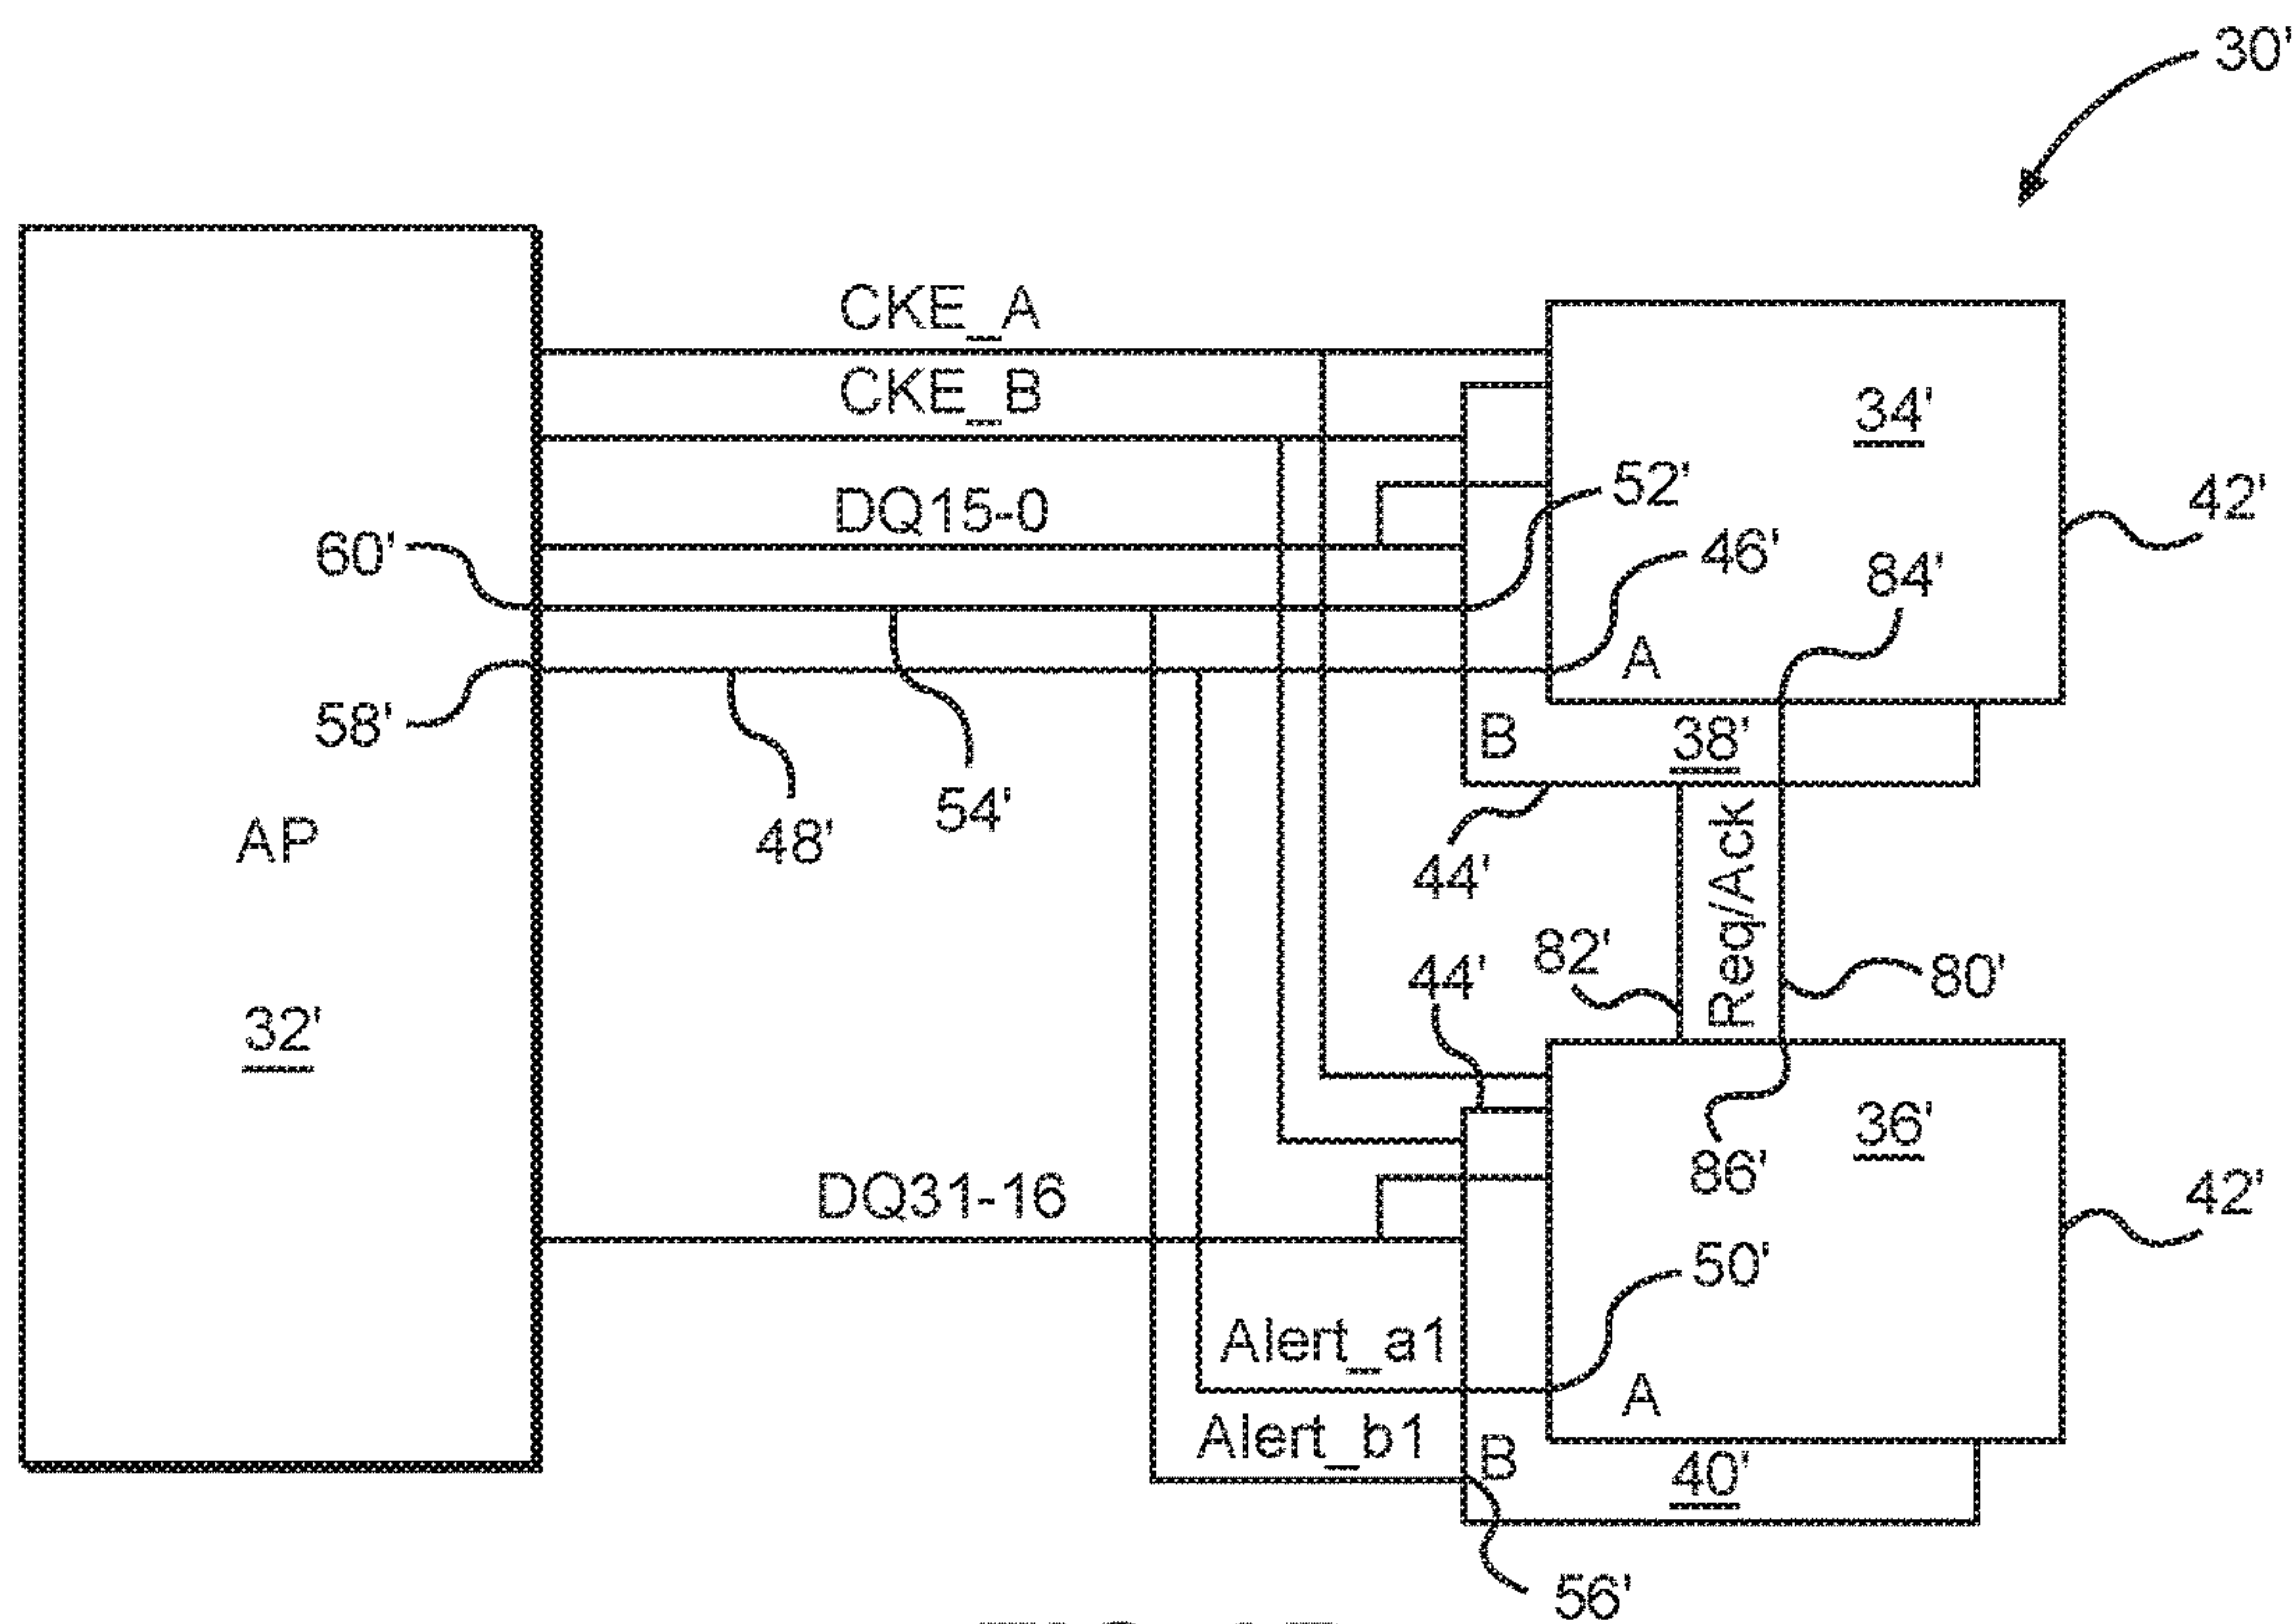 30'
CKE_A
CKE_B
34'
52'
42'
DQ15-0
60'
46'
84'
A
58'
B
38'
54'
48'
AP
44'
Req/Ack
82'
44'
80'
32'
36'
86'
42'
DQ31-16
50'
Alert_a1
A
Alert_b1
B
40'
56'